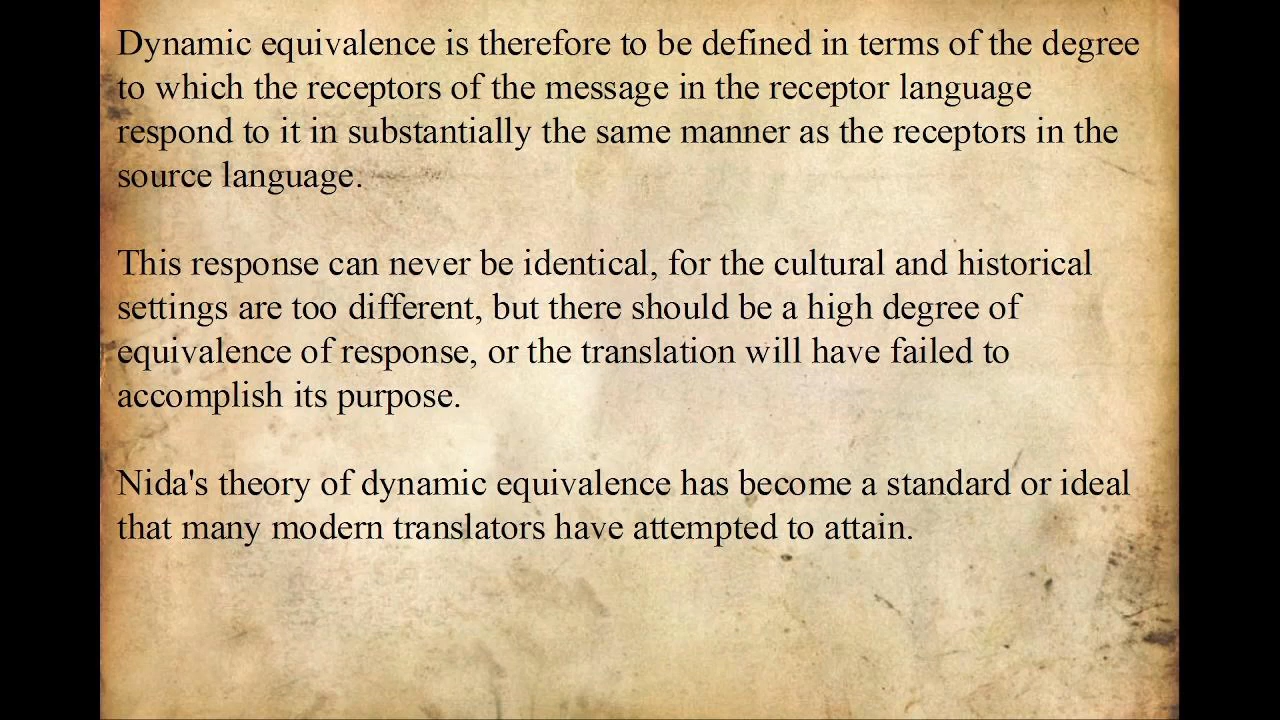 Dynamic equivalence is therefore to be defined in terms of the degree
to which the receptors of the message in the receptor language
respond to it in substantially the same manner as the receptors in the
source language.
This response can never be identical, for the cultural and historical
settings are too different, but there should be a high degree of
equivalence of response, or the translation will have failed to
accomplish its purpose.
Nida's theory of dynamic equivalence has become a standard or ideal
that many modern translators have attempted to attain.